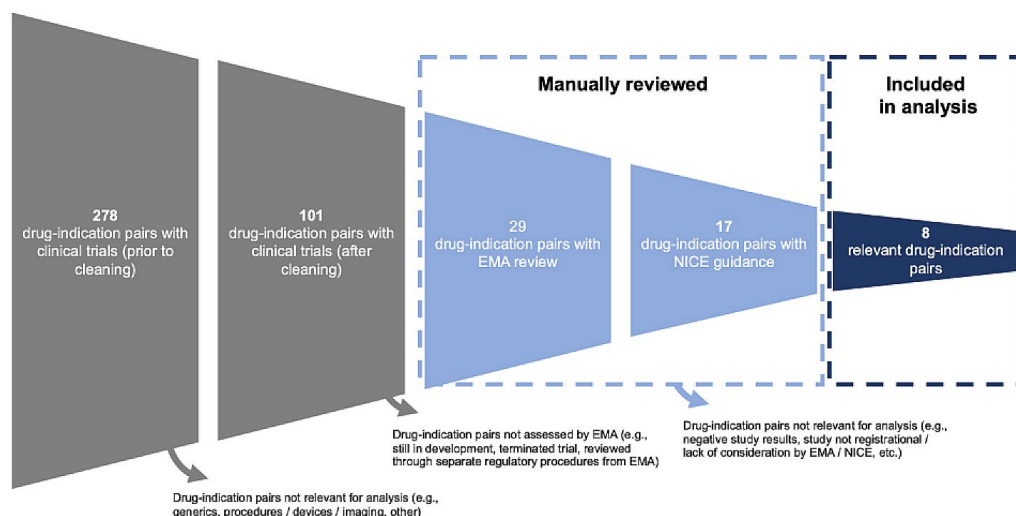 Manually reviewed
Included
in analysis
278
drug-indication pairs with
clinical trials (prior to
cleaning)
101
drug-indication pairs with
clinical trials (after
cleaning)
29
drug-indication pairs with
EMA review
17
drug-indication pairs with
NICE guidance
8
relevant drug-indication
pairs
Drug-indication pairs not assessed by EMA (e.g.,
still in development, terminated trial, reviewed
through separate regulatory procedures from EMA)
Drug-indication pairs not relevant for analysis (e.g.,
negative study results, study not registrational /
lack of consideration by EMA / NICE, etc.)
Drug-indication pairs not relevant for analysis (e.g.,
generics, procedures / devices / imaging, other)